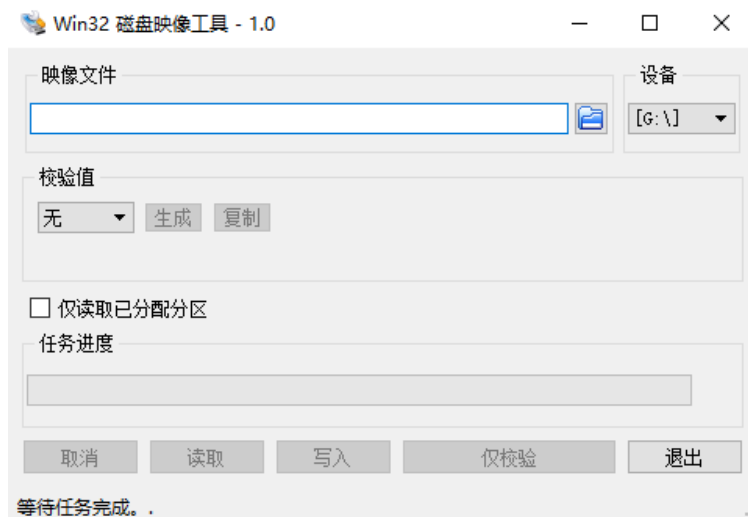 Win32 磁盘映像工具 - 1.0
映像文件 设备
[G:\]
校验值
无 生成 复制
仅读取已分配分区
任务进度
取消 读取 写入 仅校验 退出
等待任务完成。.